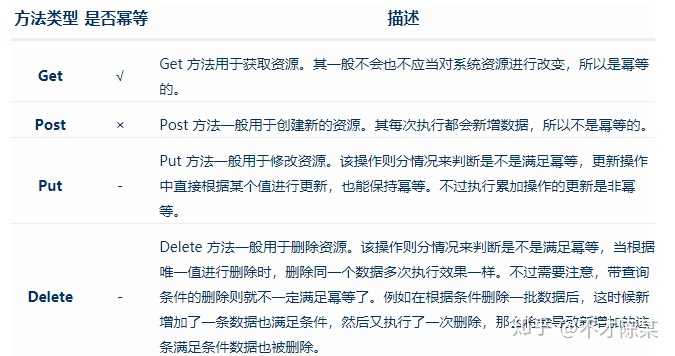 方法类型 是否幂等 描述
Get √ Get 方法用于获取资源。其一般不会也不应当对系统资源进行改变，所以是幂等
的。
Post × Post 方法一般用于创建新的资源。其每次执行都会新增数据，所以不是幂等的。
Put 方法一般用于修改资源。该操作则分情况来判断是不是满足幂等，更新操作
Put - 中直接根据某个值进行更新，也能保持幂等。不过执行累加操作的更新是非幂
等。
Delete 方法一般用于删除资源。该操作则分情况来判断是不是满足幂等，当根据
唯一值进行删除时，删除同一个数据多次执行效果一样。不过需要注意，带查询
Delete - 条件的删除则就不一定满足幂等了。例如在根据条件删除一批数据后，这时候新
增加了一条数据也满足条件，然后又执行了一次删除，那么将会导致新增加的这
条满足条件数据也被删除。
知乎 @不才陈某